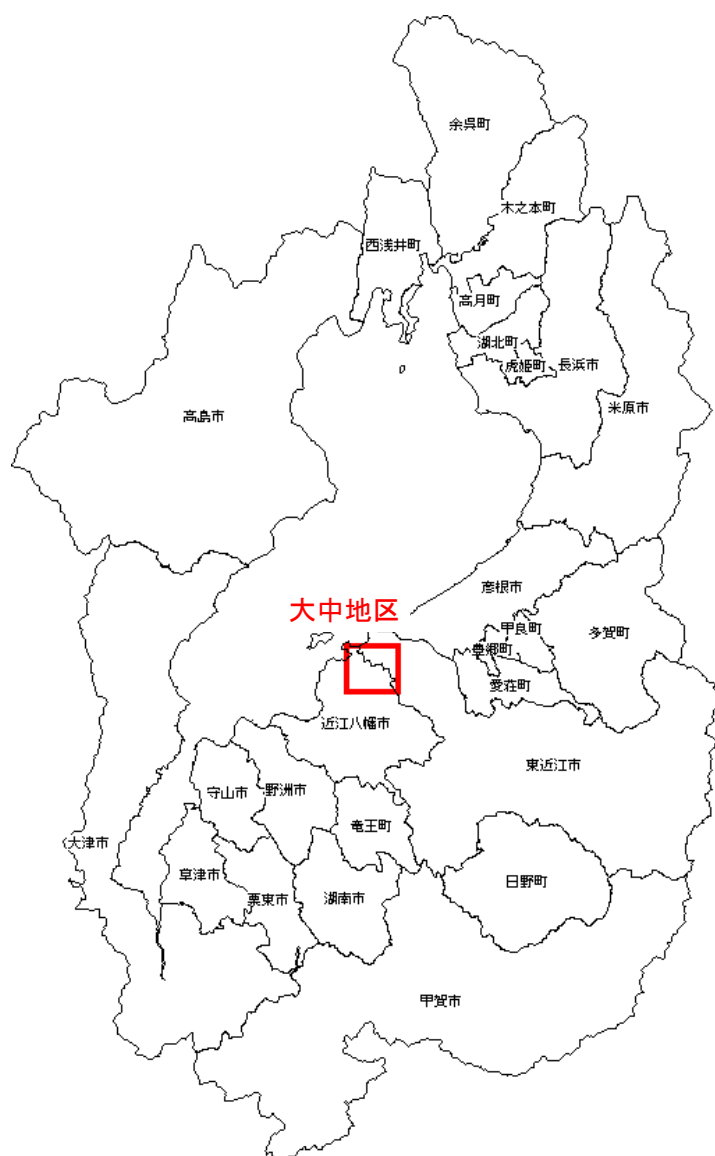 余呉町
木之本町
西浅井町
高月町
湖北町
虎姫町
長浜市
米原市
高島市
彦根市
大中地区
甲良町
多賀町
豊郷町
愛荘町
近江八幡市
東近江市
守山市
野洲市
竜王町
大津市
草津市
栗東市
湖南市
日野町
甲賀市